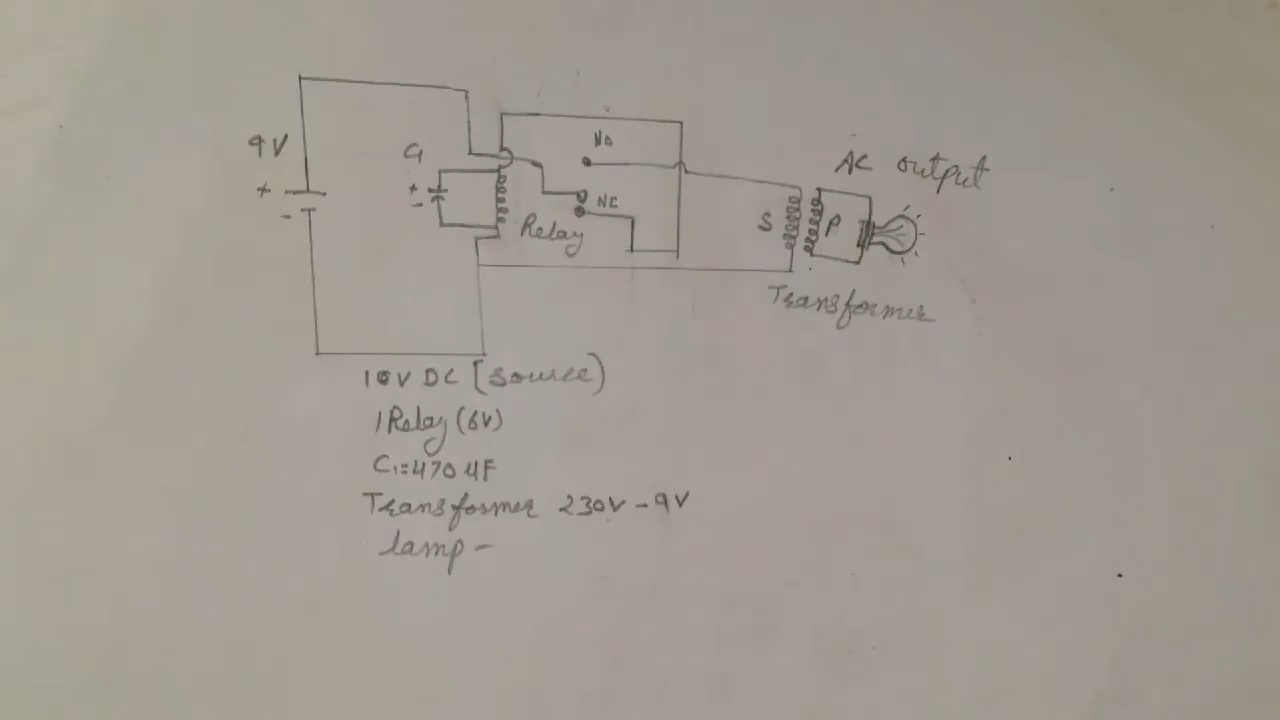 9V
+
-
C1
+
-
Relay
NO
NC
S
P
AC output
Transformer
10V DC [source)
1 Relay (6V)
C1=470 uF
Transformer 230V - 9V
lamp -